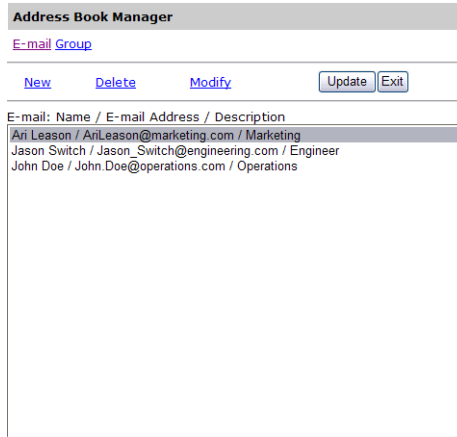 Address Book Manager
E-mail Group
New Delete Modify Update Exit
E-mail: Name / E-mail Address / Description
Ari Leason / AriLeason@marketing.com / Marketing
Jason Switch / Jason_Switch@engineering.com / Engineer
John Doe / John.Doe@operations.com / Operations